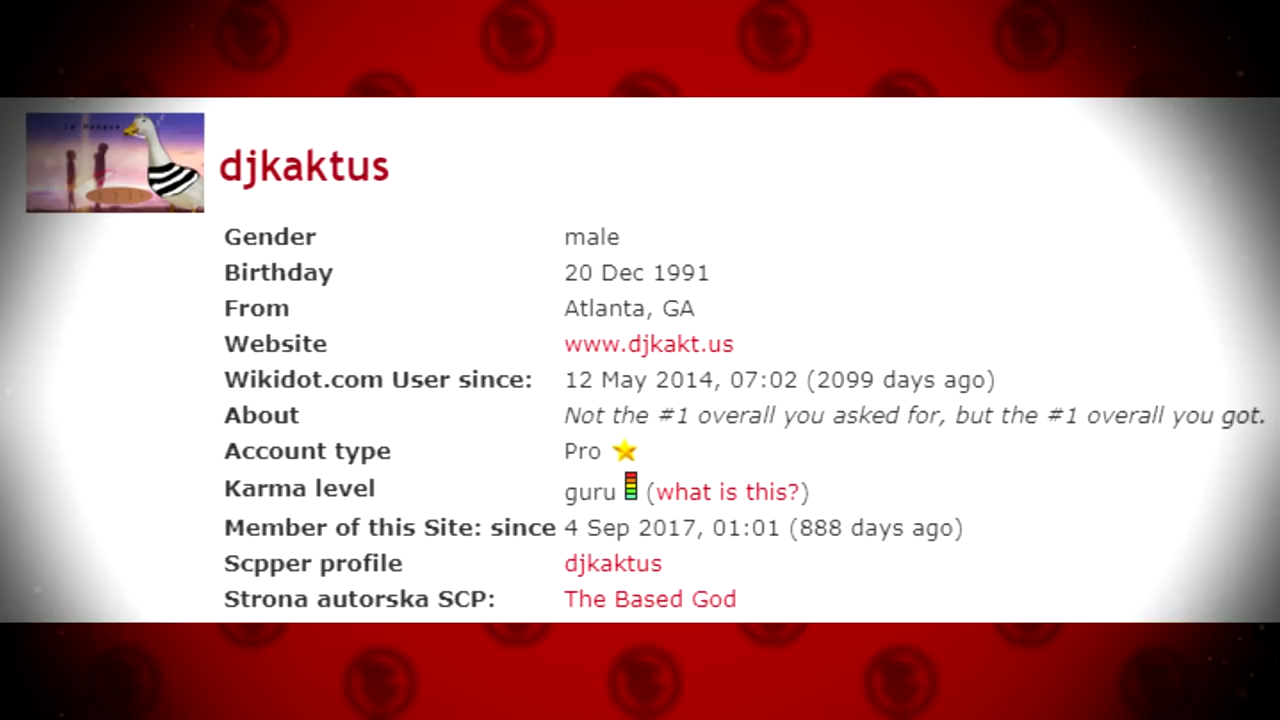 Le Manque
djkaktus
Gender male
Birthday 20 Dec 1991
From Atlanta, GA
Website www.djkakt.us
Wikidot.com User since: 12 May 2014, 07:02 (2099 days ago)
About Not the #1 overall you asked for, but the #1 overall you got.
Account type Pro
Karma level guru (what is this?)
Member of this Site: since 4 Sep 2017, 01:01 (888 days ago)
Scpper profile djkaktus
Strona autorska SCP: The Based God